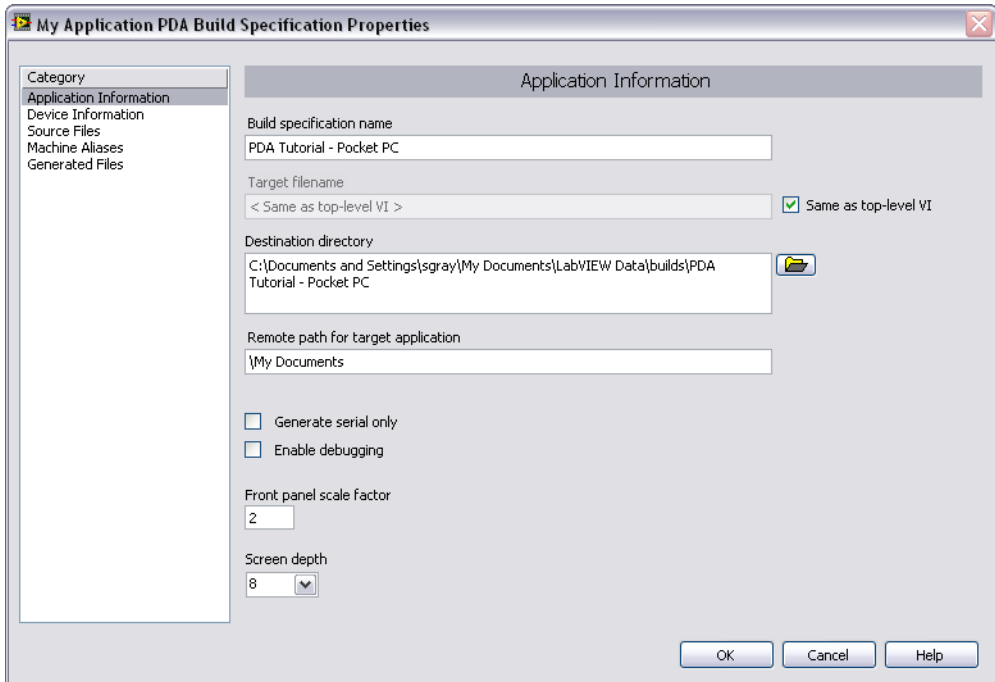 My Application PDA Build Specification Properties
Category
Application Information
Device Information
Source Files
Machine Aliases
Generated Files
Application Information
Build specification name
PDA Tutorial - Pocket PC
Target filename
< Same as top-level VI >
Same as top-level VI
Destination directory
C:\Documents and Settings\sgray\My Documents\LabVIEW Data\builds\PDA
Tutorial - Pocket PC
Remote path for target application
\My Documents
Generate serial only
Enable debugging
Front panel scale factor
2
Screen depth
8
OK Cancel Help